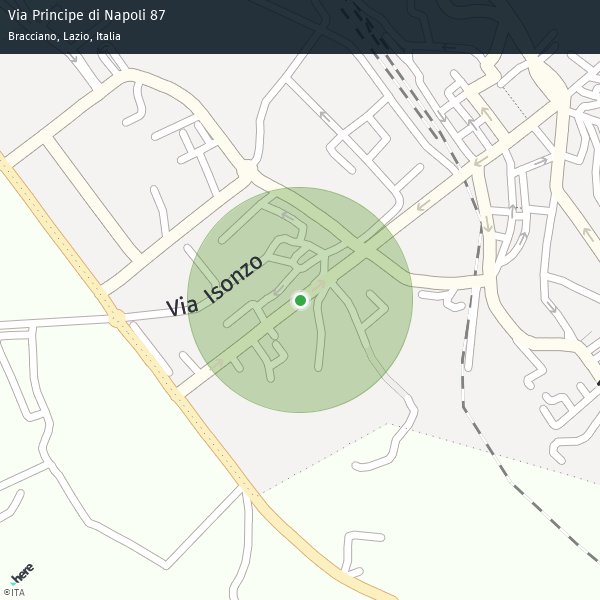 Via Principe di Napoli 87
Bracciano, Lazio, Italia
Via Isonzo
here
©ITA